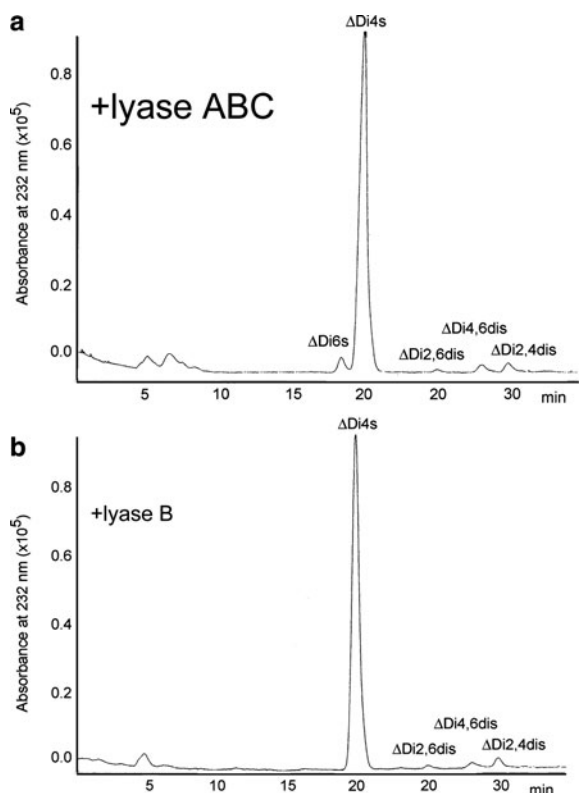 a
ΔDi4s
0.8
+lyase ABC
0.6
Absorbance at 232 nm (x10⁵)
0.4
0.2
ΔDi4,6dis
ΔDi6s
ΔDi2,6dis
ΔDi2,4dis
0.0
5 10 15 20 20 30 min
b
ΔDi4s
0.8
+lyase B
0.6
Absorbance at 232 nm (x10⁵)
0.4
0.2
ΔDi4,6dis
ΔDi2,6dis
ΔDi2,4dis
0.0
5 20 20 30 min